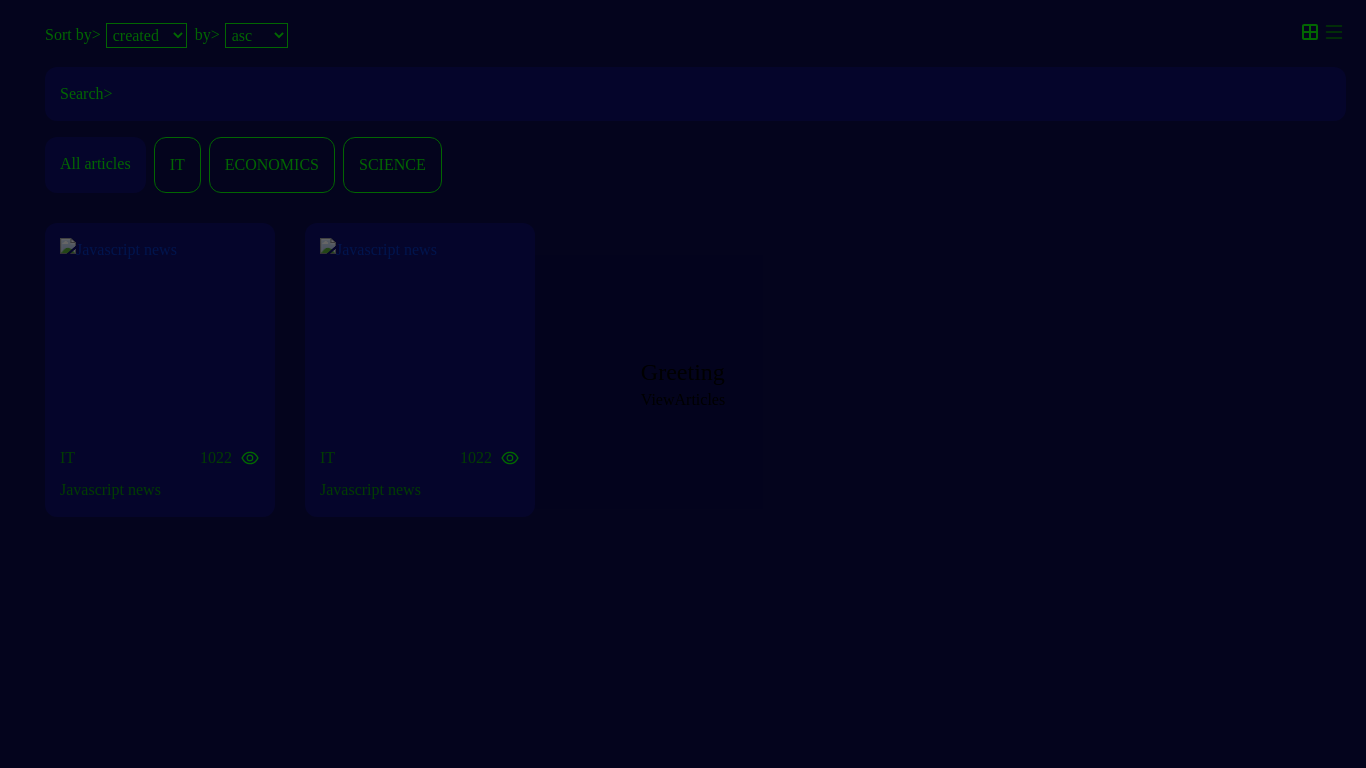 Sort by> created by> asc
Search>
All articles IT ECONOMICS SCIENCE
Javascript news Javascript news
Greeting
ViewArticles
IT 1022 IT 1022
Javascript news Javascript news